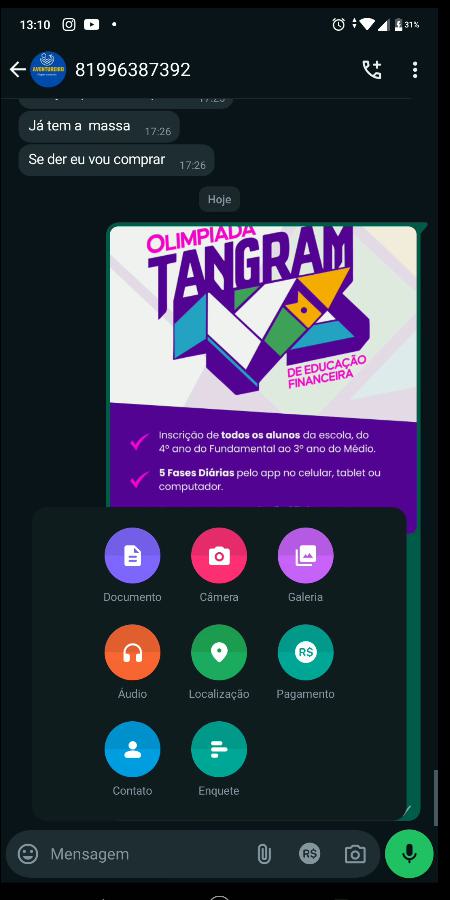 13:10
31%
AVENTUREIRO
81996387392
Já tem a massa
17:26
Se der eu vou comprar
17:26
Hoje
OLIMPÍADA
TANGRAM
DE EDUCAÇÃO
FINANCEIRA
Inscrição de todos os alunos da escola, do
4º ano do Fundamental ao 3º ano do Médio.
5 Fases Diárias pelo app no celular, tablet ou
computador.
Documento
Câmera
Galeria
R$
Áudio
Localização
Pagamento
Contato
Enquete
Mensagem
R$